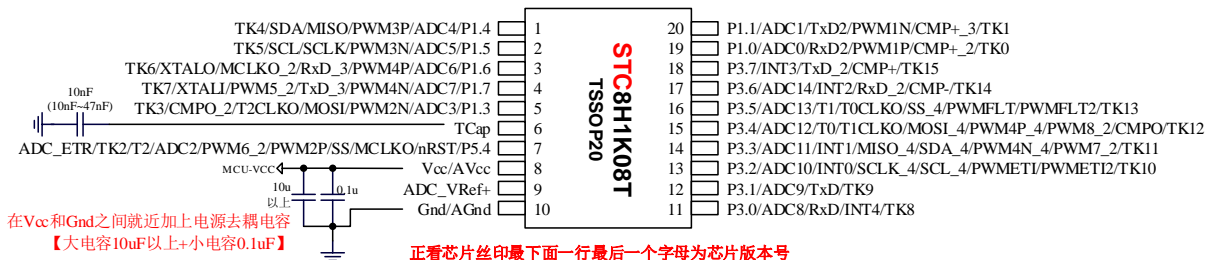 TK4/SDA/MISO/PWM3P/ADC4/P1.4 1
TK5/SCL/SCLK/PWM3N/ADC5/P1.5 2
TK6/XTALO/MCLKO_2/RxD_3/PWM4P/ADC6/P1.6 3
TK7/XTALI/PWM5_2/TxD_3/PWM4N/ADC7/P1.7 4
TK3/CMPO_2/T2CLKO/MOSI/PWM2N/ADC3/P1.3 5
TCap 6
ADC_ETR/TK2/T2/ADC2/PWM6_2/PWM2P/SS/MCLKO/nRST/P5.4 7
Vcc/AVcc 8
ADC_VRef+ 9
Gnd/AGnd 10
10nF
(10nF~47nF)
MCU-VCC
10u
以上
0.1u
STC8H1K08T
TSSOP20
20 P1.1/ADC1/TxD2/PWM1N/CMP+_3/TK1
19 P1.0/ADC0/RxD2/PWM1P/CMP+_2/TK0
18 P3.7/INT3/TxD_2/CMP+/TK15
17 P3.6/ADC14/INT2/RxD_2/CMP-/TK14
16 P3.5/ADC13/T1/T0CLKO/SS_4/PWMFLT/PWMFLT2/TK13
15 P3.4/ADC12/T0/T1CLKO/MOSI_4/PWM4P_4/PWM8_2/CMPO/TK12
14 P3.3/ADC11/INT1/MISO_4/SDA_4/PWM4N_4/PWM7_2/TK11
13 P3.2/ADC10/INT0/SCLK_4/SCL_4/PWMETI/PWMETI2/TK10
12 P3.1/ADC9/TxD/TK9
11 P3.0/ADC8/RxD/INT4/TK8
在Vcc和Gnd之间就近加上电源去耦电容
【大电容10uF以上+小电容0.1uF】
正看芯片丝印最下面一行最后一个字母为芯片版本号